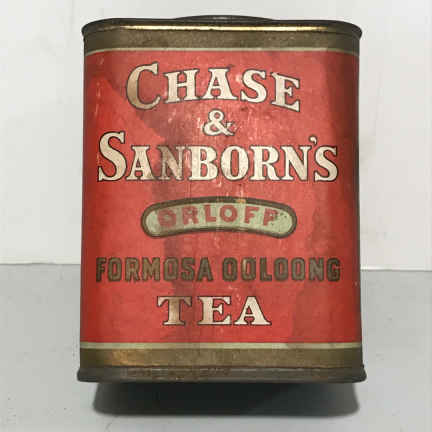 CHASE
&
SANBORN'S
ORLOFF
FORMOSA OOLOONG
TEA